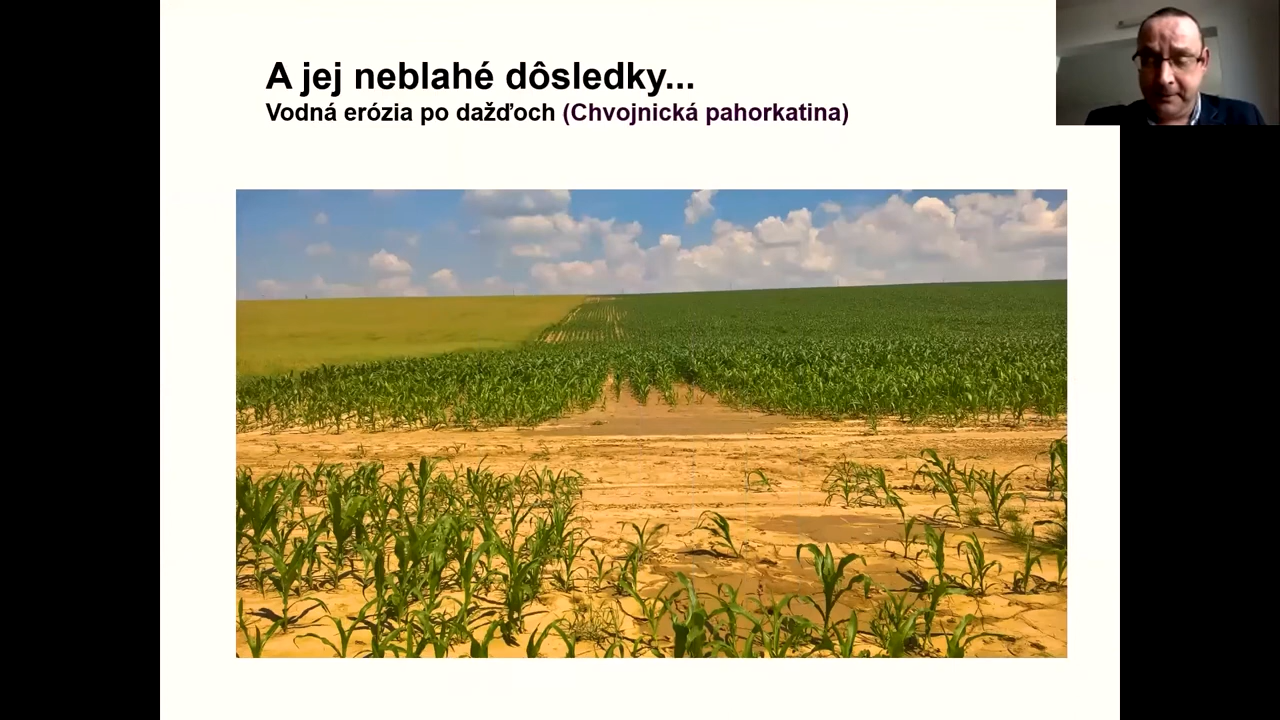 A jej neblahé dôsledky...
Vodná erózia po dažďoch (Chvojnická pahorkatina)